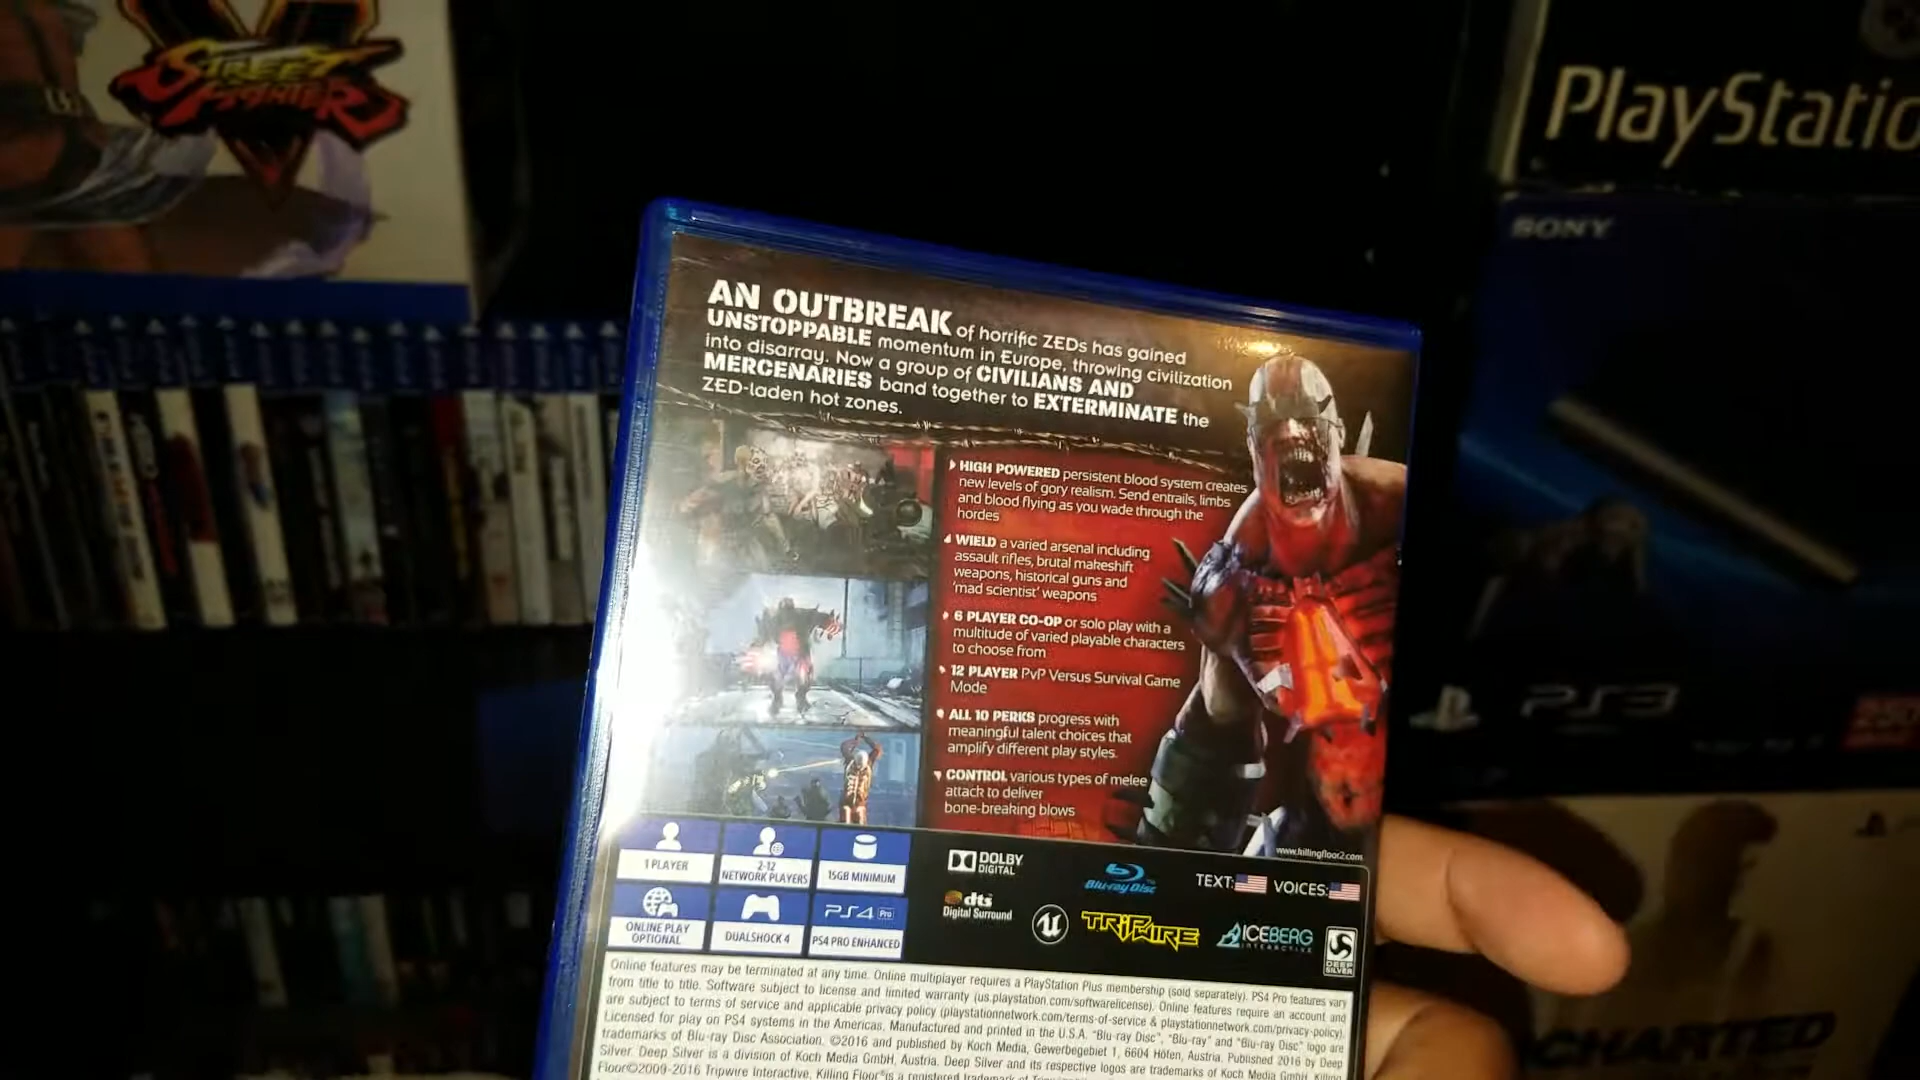 STREET
FIGHTER
PlayStatio
SONY
PS3
AN OUTBREAK of horrific ZEDs has gained
UNSTOPPABLE momentum in Europe, throwing civilization
into disarray. Now a group of CIVILIANS AND
MERCENARIES band together to EXTERMINATE the
ZED-laden hot zones.
HIGH POWERED persistent blood system creates
new levels of gory realism. Send entrails, limbs
and blood flying as you wade through the
hordes
WIELD a varied arsenal including
assault rifles, brutal makeshift
weapons, historical guns and
'mad scientist' weapons
6 PLAYER CO-OP or solo play with a
multitude of varied playable characters
to choose from
12 PLAYER PvP Versus Survival Game
Mode
ALL 10 PERKS progress with
meaningful talent choices that
amplify different play styles.
CONTROL various types of melee
attack to deliver
bone-breaking blows
www.killingfloor2.com
1 PLAYER
2-12
NETWORK PLAYERS
15GB MINIMUM
ONLINE PLAY
OPTIONAL
DUALSHOCK 4
PS4 Pro
PS4 PRO ENHANCED
DOLBY
DIGITAL
dts
Digital Surround
Blu-ray Disc
TEXT: VOICES:
TRIPWIRE
ICEBERG
INTERACTIVE
DEEP
SILVER
Online features may be terminated at any time. Online multiplayer requires a PlayStation Plus membership (sold separately). PS4 Pro features vary
from title to title. Software subject to license and limited warranty (us.playstation.com/softwarelicense). Online features require an account and
are subject to terms of service and applicable privacy policy (playstationnetwork.com/terms-of-service & playstationnetwork.com/privacy-policy).
Licensed for play on PS4 systems in the Americas. Manufactured and printed in the U.S.A. "Blu-ray Disc", "Blu-ray" and "Blu-ray Disc" logo are
trademarks of Blu-ray Disc Association. ©2016 and published by Koch Media, Gewerbegebiet 1, 6604 Höfen, Austria. Published 2016 by Deep
Silver. Deep Silver is a division of Koch Media GmbH, Austria. Deep Silver and its respective logos are trademarks of Koch Media GmbH. Killing
Floor©2009-2016 Tripwire Interactive. Killing Floor® is a registered trademark of
UNCHARTED